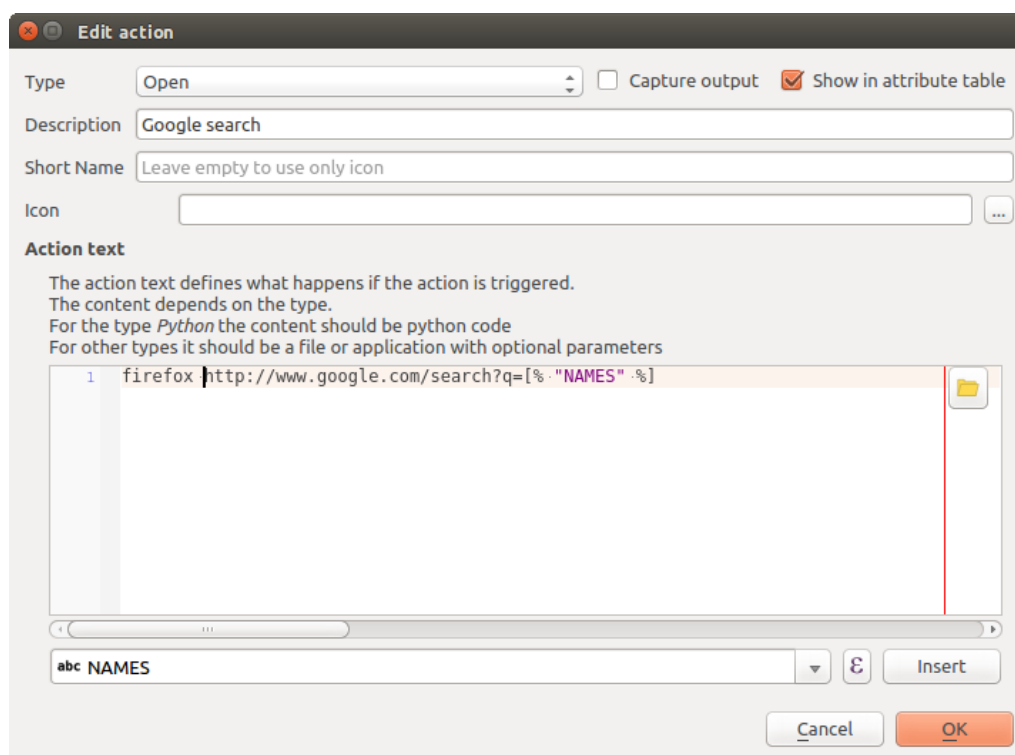 Edit action
Type Open Capture output Show in attribute table
Description Google search
Short Name Leave empty to use only icon
Icon ...
Action text
The action text defines what happens if the action is triggered.
The content depends on the type.
For the type Python the content should be python code
For other types it should be a file or application with optional parameters
1 firefox http://www.google.com/search?q=[% "NAMES" %]
abc NAMES ε Insert
Cancel OK